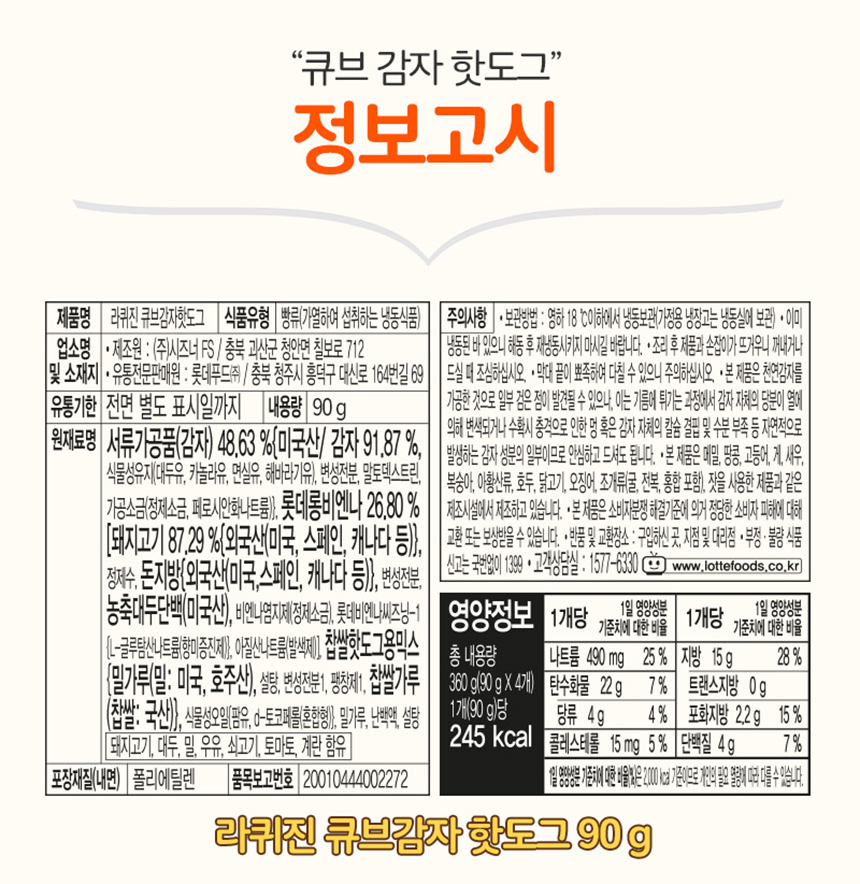 “큐브 감자 핫도그”
정보고시
제품명 라퀴진 큐브감자핫도그 식품유형 빵류(가열하여 섭취하는 냉동식품)
업소명 및 소재지 • 제조원 : (주)시즈너 FS / 충북 괴산군 청안면 칠보로 712
• 유통전문판매원 : 롯데푸드㈜ / 충북 청주시 흥덕구 대신로 164번길 69
유통기한 전면 별도 표시일까지 내용량 90 g
원재료명 서류가공품(감자) 48.63 %{미국산/ 감자 91.87 %,
식물성유지(대두유, 카놀라유, 면실유, 해바라기유), 변성전분, 말토덱스트린,
가공소금(정제소금, 페로시안화나트륨)}, 롯데롱비엔나 26.80 %
[돼지고기 87.29 %{외국산(미국, 스페인, 캐나다 등)},
정제수, 돈지방{외국산(미국,스페인, 캐나다 등)}, 변성전분,
농축대두단백(미국산), 비엔나염지제(정제소금), 롯데비엔나씨즈닝-1
{L-글루탐산나트륨(향미증진제)}, 아질산나트륨(발색제)], 찹쌀핫도그용믹스
{밀가루(밀: 미국, 호주산), 설탕, 변성전분1, 팽창제1, 찹쌀가루
(찹쌀: 국산)}, 식물성오일{팜유, d-토코페롤(혼합형)}, 밀가루, 난백액, 설탕
돼지고기, 대두, 밀, 우유, 쇠고기, 토마토, 계란 함유
포장재질(내면) 폴리에틸렌 품목보고번호 20010444002272
주의사항 • 보관방법 : 영하 18 ℃이하에서 냉동보관(가정용 냉장고는 냉동실에 보관) • 이미
냉동된 바 있으니 해동 후 재냉동시키지 마시길 바랍니다. • 조리 후 제품과 손잡이가 뜨거우니 꺼내거나
드실 때 조심하십시오. • 막대 끝이 뾰족하여 다칠 수 있으니 주의하십시오. • 본 제품은 천연감자를
가공한 것으로 일부 검은 점이 발견될 수 있으나, 이는 기름에 튀기는 과정에서 감자 자체의 당분이 열에
의해 변색되거나 수확시 충격으로 인한 멍 혹은 감자 자체의 칼슘 결핍 및 수분 부족 등 자연적으로
발생하는 감자 성분의 일부이므로 안심하고 드셔도 됩니다. • 본 제품은 메밀, 땅콩, 고등어, 게, 새우,
복숭아, 아황산류, 호두, 닭고기, 오징어, 조개류(굴, 전복, 홍합 포함), 잣을 사용한 제품과 같은
제조시설에서 제조하고 있습니다. • 본 제품은 소비자분쟁 해결기준에 의거 정당한 소비자 피해에 대해
교환 또는 보상받을 수 있습니다. • 반품 및 교환장소 : 구입하신 곳, 지점 및 대리점 • 부정·불량 식품
신고는 국번없이 1399 • 고객상담실 : 1577-6330 www.lottefoods.co.kr
영양정보
총 내용량
360 g(90 g X 4개)
1개(90 g)당
245 kcal
1개당 1일 영양성분 기준치에 대한 비율 1개당 1일 영양성분 기준치에 대한 비율
나트륨 490 mg 25 % 지방 15 g 28 %
탄수화물 22 g 7 % 트랜스지방 0 g
당류 4 g 4 % 포화지방 2.2 g 15 %
콜레스테롤 15 mg 5 % 단백질 4 g 7 %
1일 영양성분 기준치에 대한 비율(%)은 2,000 kcal 기준이므로 개인의 필요 열량에 따라 다를 수 있습니다.
라퀴진 큐브감자 핫도그 90 g